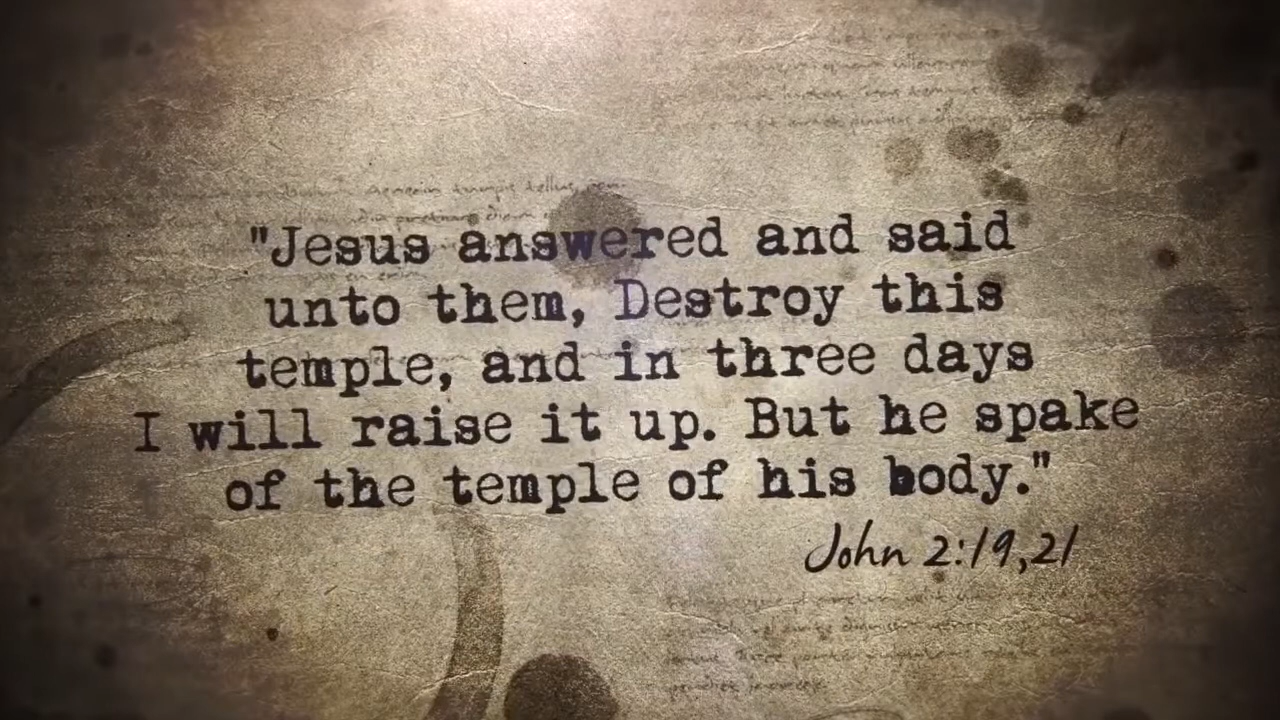 "Jesus answered and said
unto them, Destroy this
temple, and in three days
I will raise it up. But he spake
of the temple of his body."
John 2:19,21